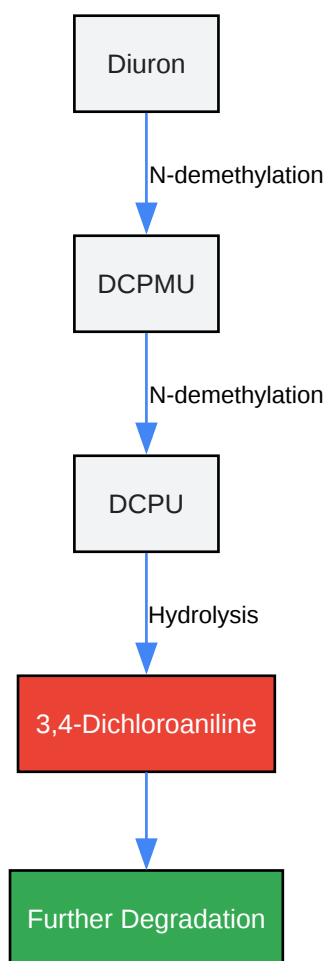 Diuron
N-demethylation
DCPMU
N-demethylation
DCPU
Hydrolysis
3,4-Dichloroaniline
Further Degradation